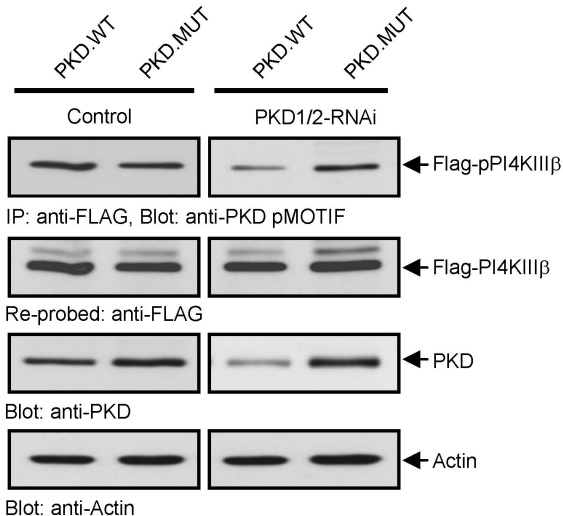 PKD.WT PKD.MUT PKD.WT PKD.MUT
Control PKD1/2-RNAi
Flag-pPI4KIIIβ
IP: anti-FLAG, Blot: anti-PKD pMOTIF
Flag-PI4KIIIβ
Re-probed: anti-FLAG
PKD
Blot: anti-PKD
Actin
Blot: anti-Actin